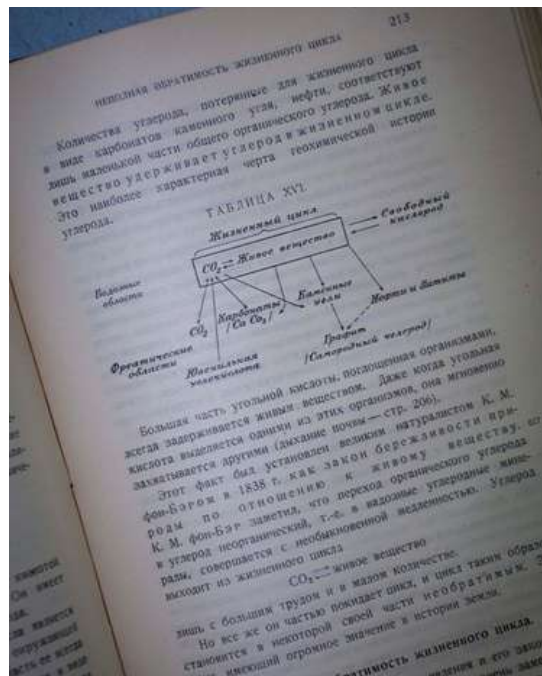 213
НЕПОЛНАЯ ОБРАТИМОСТЬ ЖИЗНЕННОГО ЦИКЛА
Количества углерода, потерянные для жизненного цикла
в виде карбонатов каменного угля, нефти, соответствуют
лишь маленькой части общего органического углерода. Живое
вещество удерживает углерод в жизненном цикле.
Это наиболее характерная черта геохимической истории
углерода.
ТАБЛИЦА XVI.
Жизненный цикл
CO₂ ⇄ Живое вещество
Свободный
кислород
области
CO₂
Карбонаты
/Ca Co₃/
Каменные
угли
Нефти и
Фреатические
области
Ювенильная
углекислота
Графит
/Самородный углерод/
Большая часть угольной кислоты, поглощенная организмами,
всегда задерживается живым веществом. Даже когда угольная
кислота выделяется одними из этих организмов, она мгновенно
захватывается другими (дыхание почвы — стр. 206).
Этот факт был установлен великим натуралистом К. М.
фон-Бэром в 1838 г. как закон бережливости при-
роды по отношению к живому веществу.
К. М. фон-Бэр заметил, что переход органического углерода
в углерод неорганический, т.-е. в вадозные углеродные мине-
ралы, совершается с необыкновенной медленностью. Углерод
выходит из жизненного цикла
CO₂ ⇄ живое вещество
лишь с большим трудом и в малом количестве.
Но все же он частью покидает цикл, и цикл таким образо
становится в некоторой своей части необратимым.
имеющий огромное значение в истории земли.
обратимость жизненного цикла.